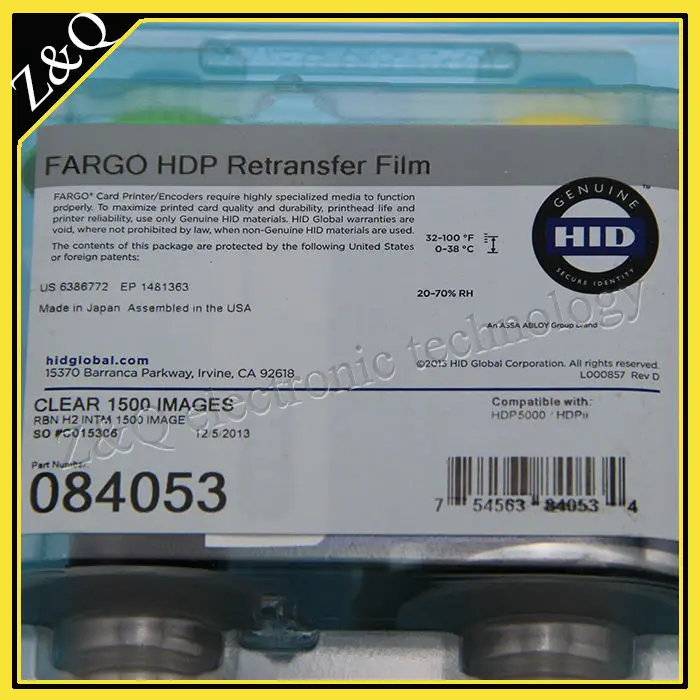 Z&Q
FARGO HDP Retransfer Film
FARGO® Card Printer/Encoders require highly specialized media to function
properly. To maximize printed card quality and durability, printhead life and
printer reliability, use only Genuine HID materials. HID Global warranties are
void, where not prohibited by law, when non-Genuine HID materials are used.
The contents of this package are protected by the following United States
or foreign patents:
US 6386772 EP 1481363
Made in Japan Assembled in the USA
32-100 °F
0-38 °C
20-70% RH
GENUINE
HID
SECURE IDENTITY
™
An ASSA ABLOY Group brand
hidglobal.com
15370 Barranca Parkway, Irvine, CA 92618
©2013 HID Global Corporation. All rights reserved.
L000857 Rev D
CLEAR 1500 IMAGES
RBN H2 INTM 1500 IMAGE
SO #C015306
12/5/2013
Compatible with:
HDP5000 / HDPii
Part Number:
084053
7 54563 84053 4
Z&Q electronic technology